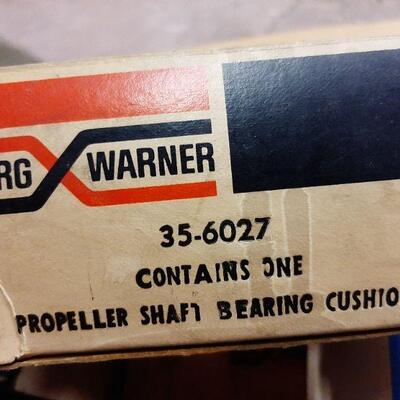 RG WARNER
35-6027
CONTAINS ONE
PROPELLER SHAFT BEARING CUSHIO